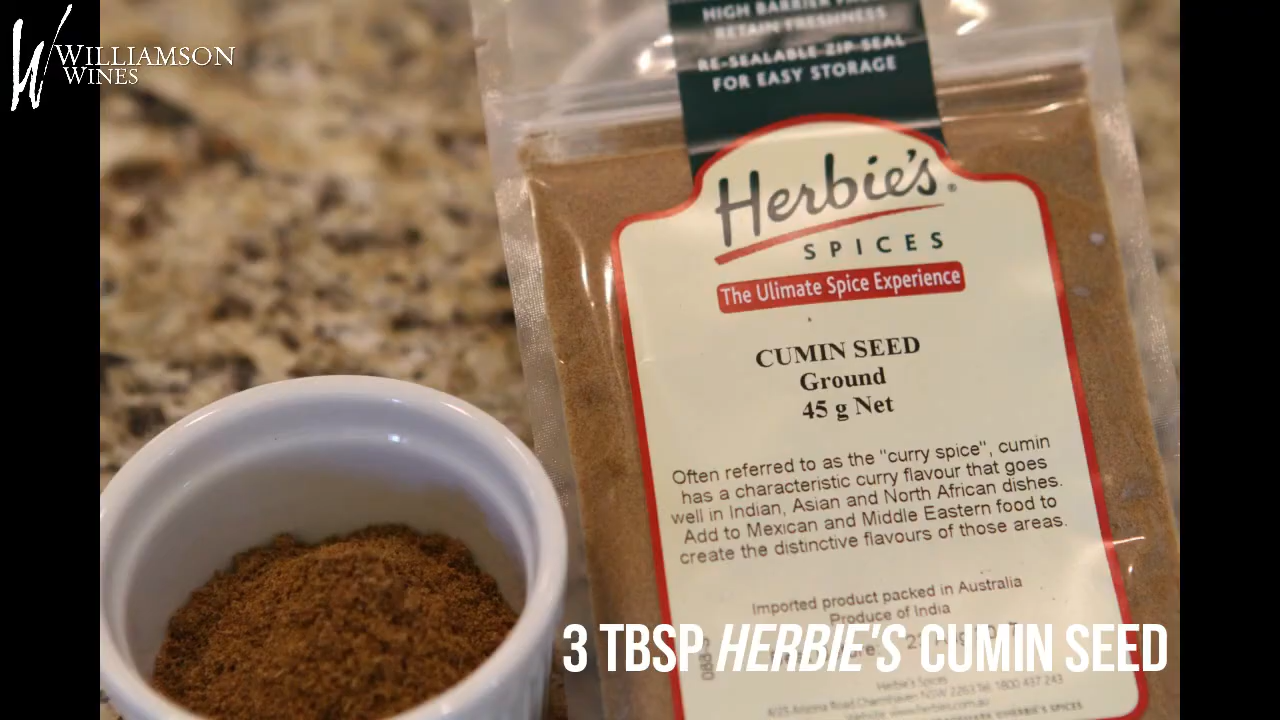 WILLIAMSON
WINES
HIGH BARRIER
RETAIN FRESHNESS
RE-SEALABLE ZIP SEAL
FOR EASY STORAGE
Herbie's®
SPICES
The Ulimate Spice Experience
CUMIN SEED
Ground
45 g Net
Often referred to as the "curry spice", cumin
has a characteristic curry flavour that goes
well in Indian, Asian and North African dishes.
Add to Mexican and Middle Eastern food to
create the distinctive flavours of those areas.
Imported product packed in Australia
Produce of India
3 TBSP HERBIE'S CUMIN SEED
Herbie's Spices